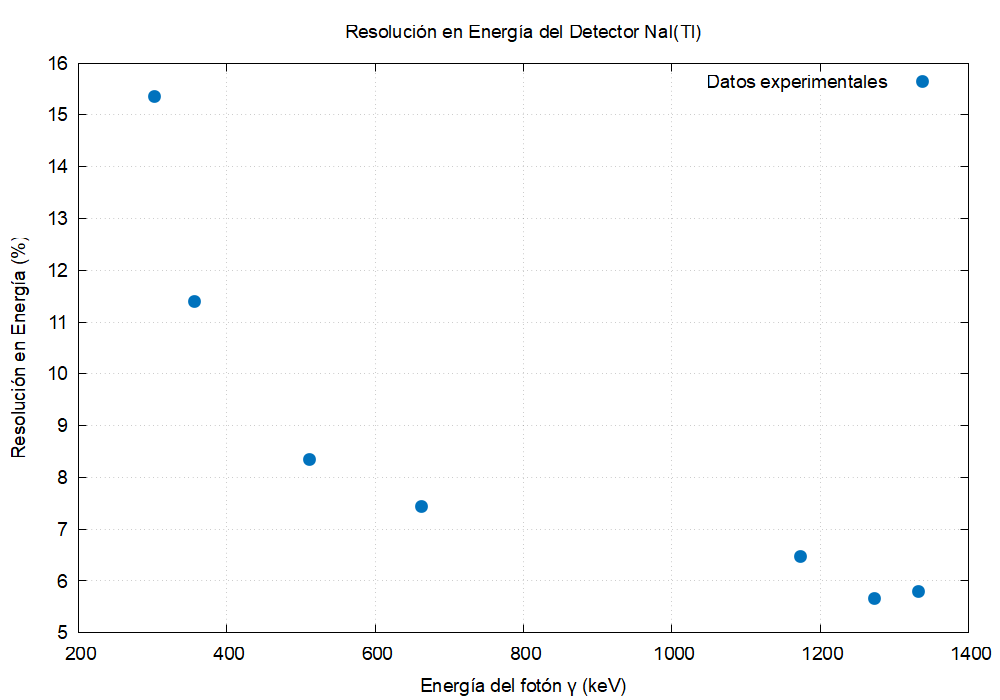 Resolución en Energía del Detector NaI(Tl)
Datos experimentales
16
15
14
13
12
11
10
9
8
7
6
5
Resolución en Energía (%)
200 400 600 800 1000 1200 1400
Energía del fotón γ (keV)